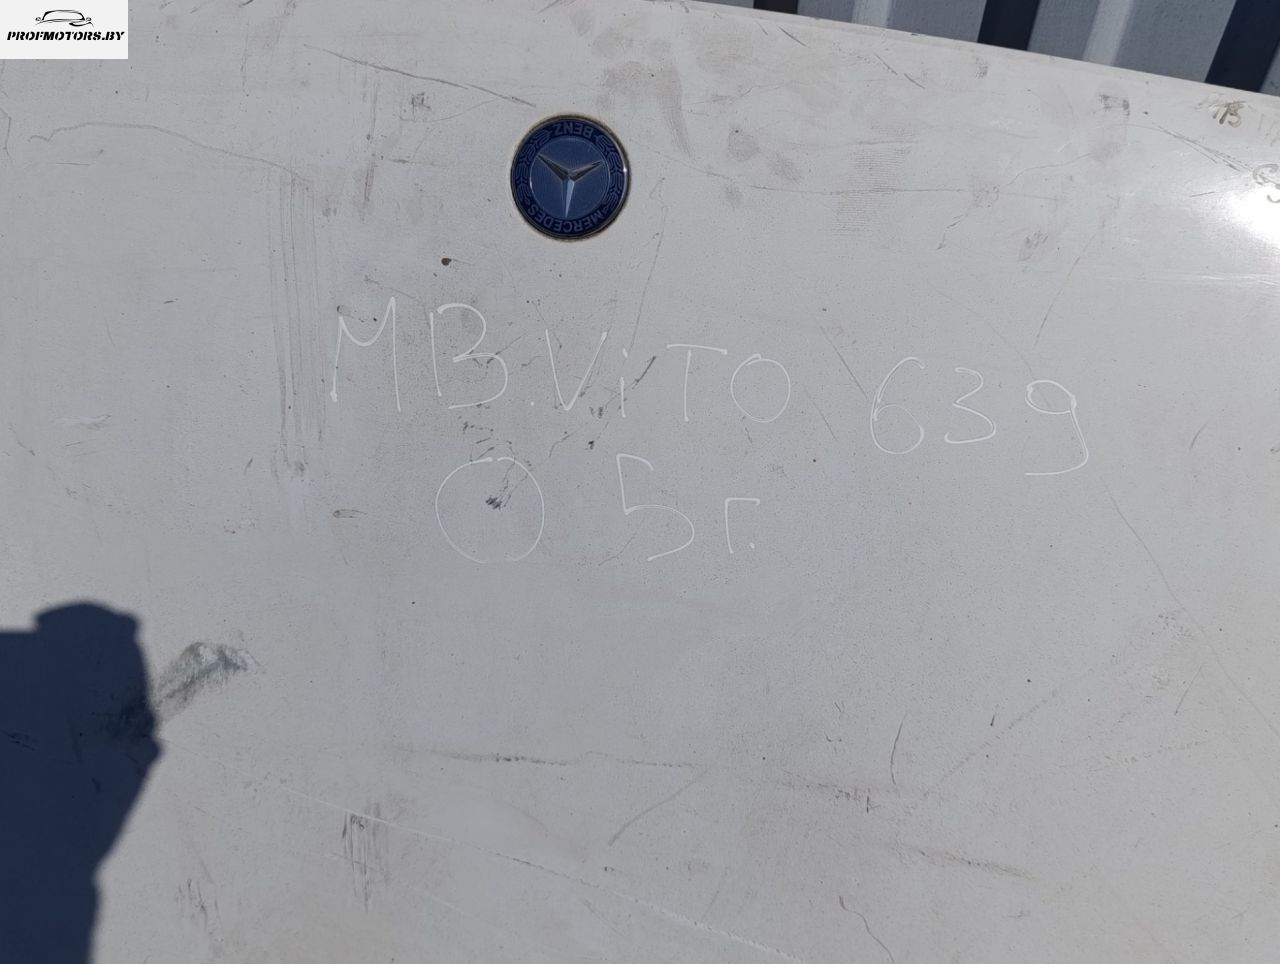 PROFMOTORS.BY
BENZ
MERCEDES
MB. ViTO 639
05г.